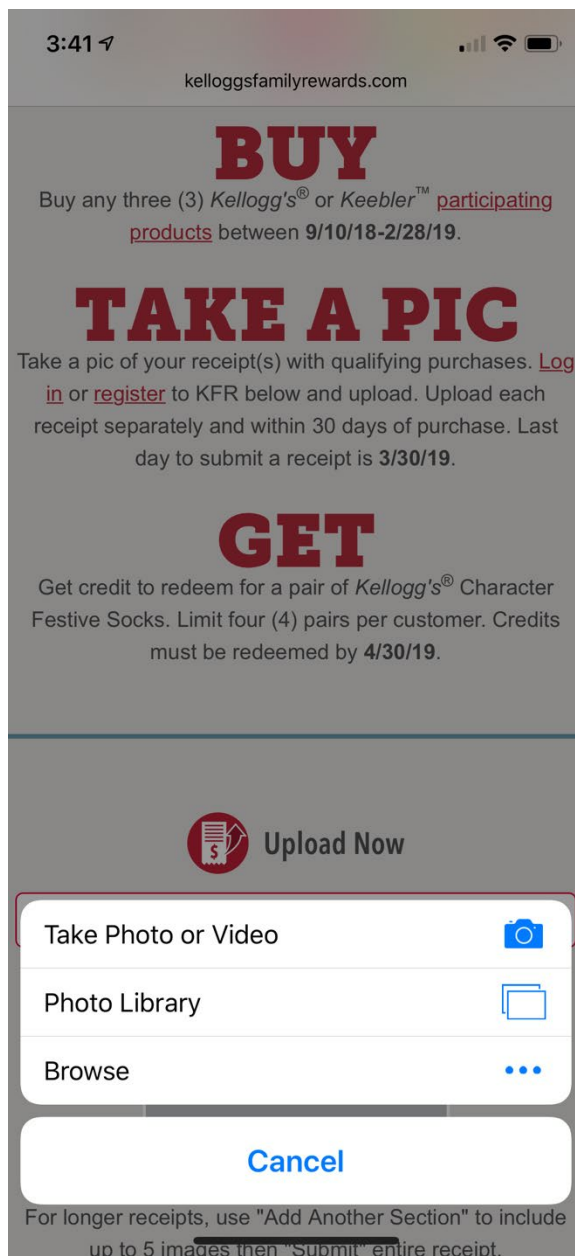 3:41
kelloggsfamilyrewards.com
BUY
Buy any three (3) Kellogg's® or Keebler™ participating
products between 9/10/18-2/28/19.
TAKE A PIC
Take a pic of your receipt(s) with qualifying purchases. Log
in or register to KFR below and upload. Upload each
receipt separately and within 30 days of purchase. Last
day to submit a receipt is 3/30/19.
GET
Get credit to redeem for a pair of Kellogg's® Character
Festive Socks. Limit four (4) pairs per customer. Credits
must be redeemed by 4/30/19.
$
Upload Now
Take Photo or Video
Photo Library
Browse
Cancel
For longer receipts, use "Add Another Section" to include
up to 5 images then "Submit" entire receipt.